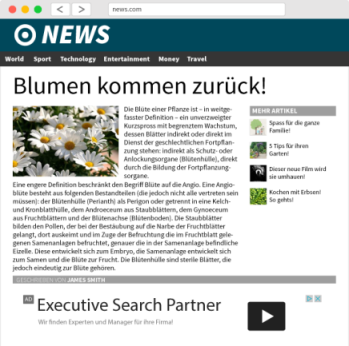 news.com
NEWS
World Sport Technology Entertainment Money Travel
Blumen kommen zurück!
Die Blüte einer Pflanze ist – in weitge-
fasster Definition – ein unverzweigter
Kurzspross mit begrenztem Wachstum,
dessen Blätter indirekt oder direkt im
Dienst der geschlechtlichen Fortpflan-
zung stehen: indirekt als Schutz- oder
Anlockungsorgane (Blütenhülle), direkt
durch die Bildung der Fortpflanzung-
sorgane.
Eine engere Definition beschränkt den Begriff Blüte auf die Angio. Eine Angio-
blüte besteht aus folgenden Bestandteilen (die jedoch nicht alle vertreten sein
müssen): der Blütenhülle (Perianth) als Perigon oder getrennt in eine Kelch-
und Kronblatthülle, dem Androeceum aus Staubblättern, dem Gynoeceum
aus Fruchtblättern und der Blütenachse (Blütenboden). Die Staubblätter
bilden den Pollen, der bei der Bestäubung auf die Narbe der Fruchtblätter
gelangt, dort auskeimt und im Zuge der Befruchtung die im Fruchtblatt gele-
genen Samenanlagen befruchtet, genauer die in der Samenanlage befindliche
Eizelle. Diese entwickelt sich zum Embryo, die Samenanlage entwickelt sich
zum Samen und die Blüte zur Frucht. Die Blütenhülle sind sterile Blätter, die
jedoch eindeutig zur Blüte gehören.
GESCHRIEBEN VON JAMES SMITH
MEHR ARTIKEL
Spass für die ganze
Familie!
5 Tips für ihren
Garten!
Dieser neue Film wird
sie umhauen!
Kochen mit Erbsen!
So gehts!
AD
Executive Search Partner
Wir finden Experten und Manager für Ihre Firma!